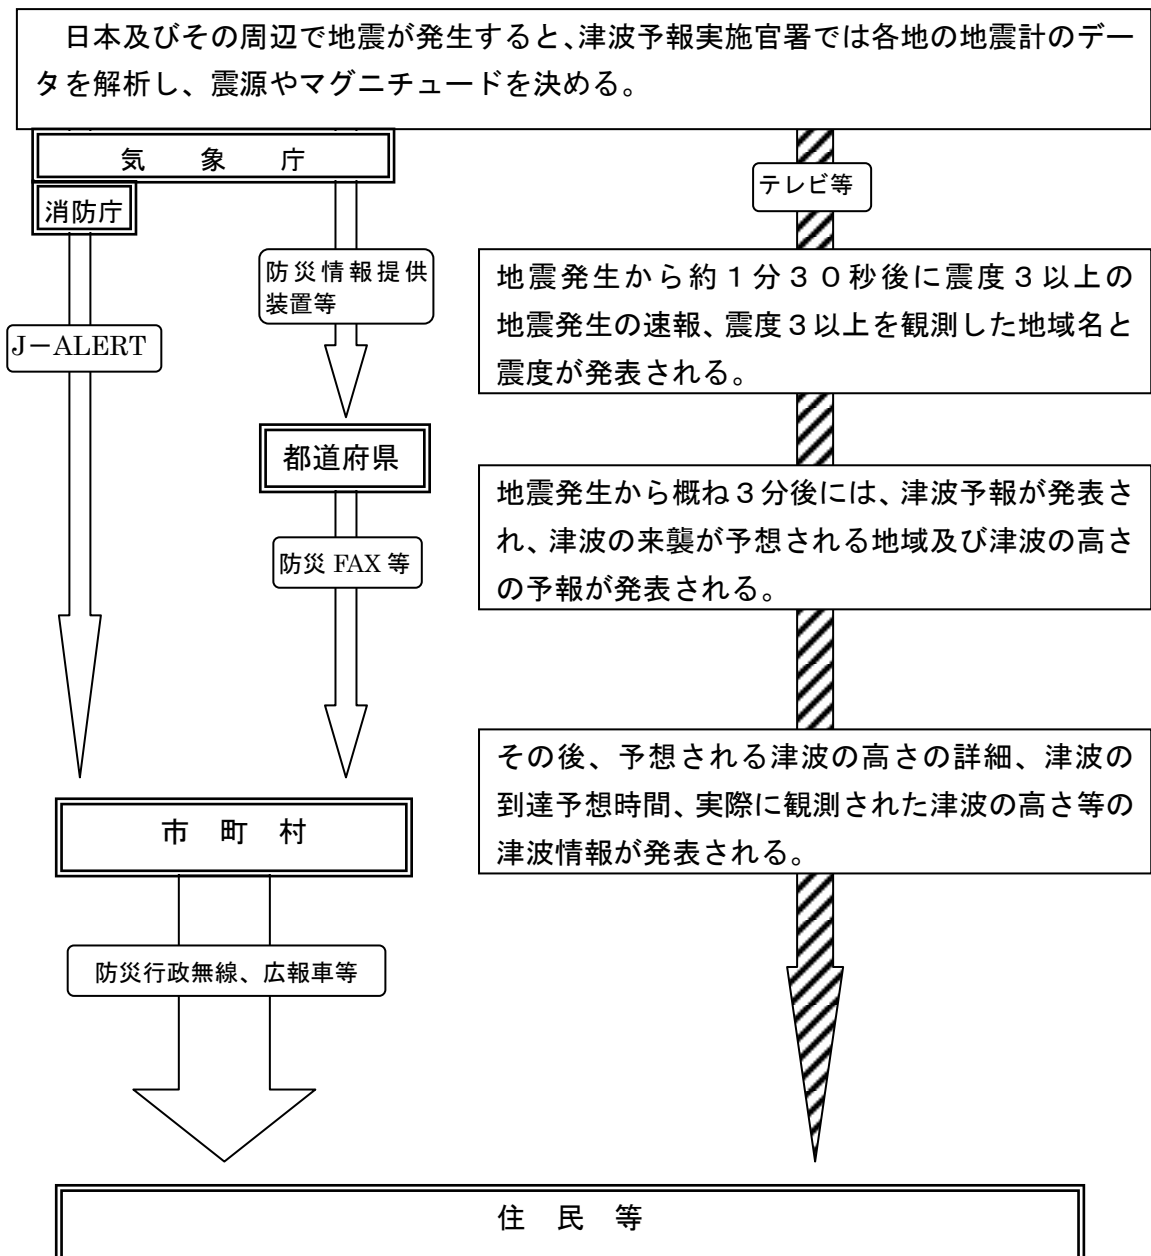 日本及びその周辺で地震が発生すると、津波予報実施官署では各地の地震計のデー
タを解析し、震源やマグニチュードを決める。
気　象　庁
消防庁
防災情報提供
装置等
J－ALERT
都道府県
防災 FAX 等
市　町　村
防災行政無線、広報車等
テレビ等
地震発生から約１分３０秒後に震度３以上の
地震発生の速報、震度３以上を観測した地域名と
震度が発表される。
地震発生から概ね３分後には、津波予報が発表さ
れ、津波の来襲が予想される地域及び津波の高さ
の予報が発表される。
その後、予想される津波の高さの詳細、津波の
到達予想時間、実際に観測された津波の高さ等の
津波情報が発表される。
住　民　等